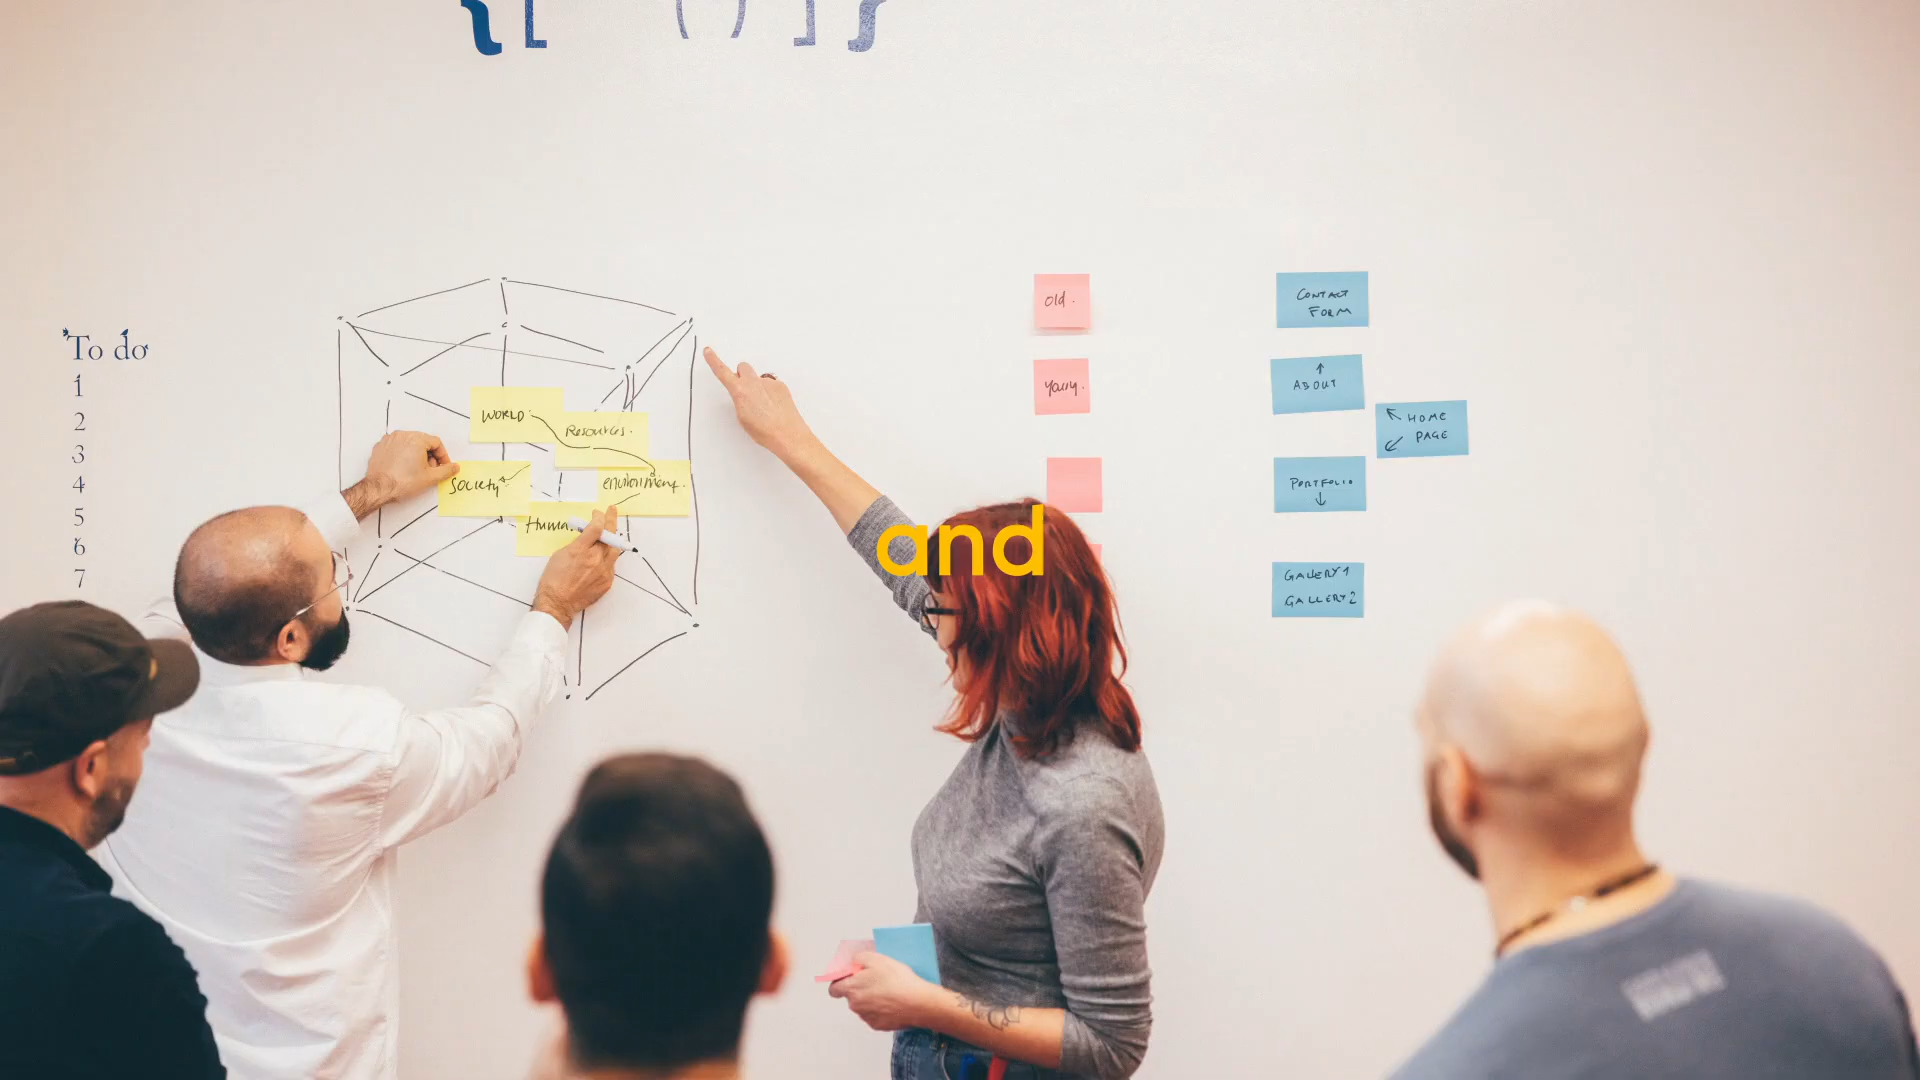 {[ () ]}
To do
1
2
3
4
5
6
7
WORLD.
Resources.
Society
environment.
Huma
old.
young.
CONTACT
FORM
ABOUT
HOME
PAGE
PORTFOLIO
GALLERY 1
GALLERY 2
and